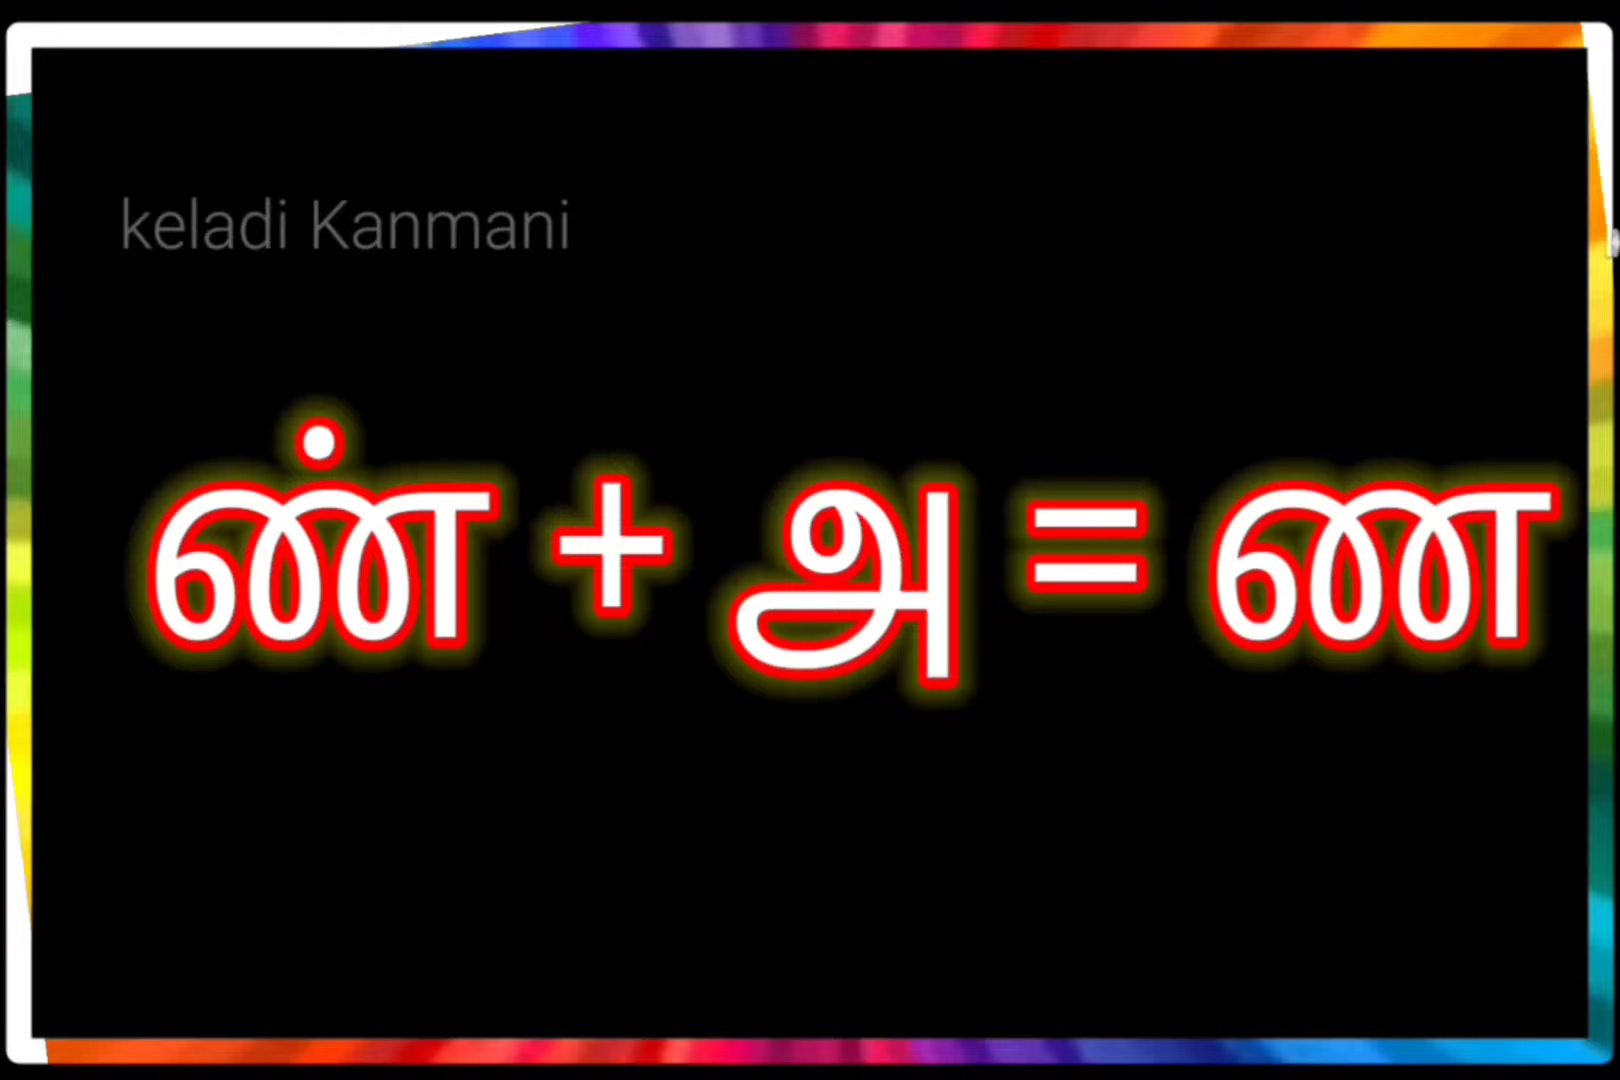 keladi Kanmani
ண் + அ = ண